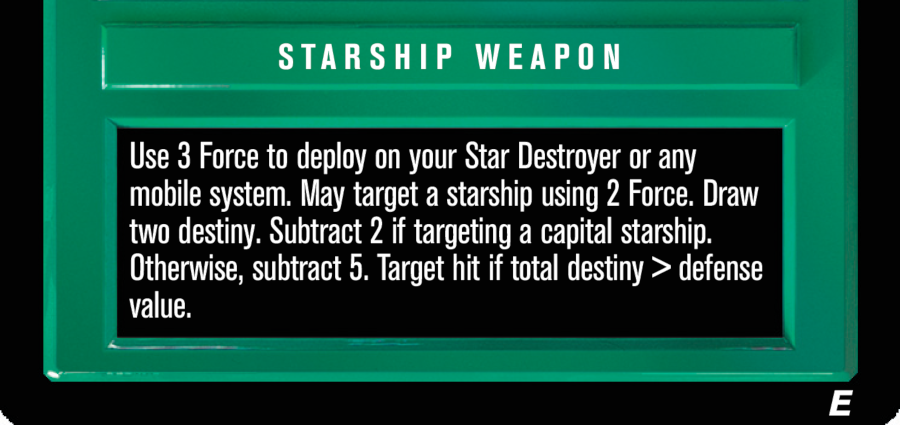 STARSHIP WEAPON
Use 3 Force to deploy on your Star Destroyer or any
mobile system. May target a starship using 2 Force. Draw
two destiny. Subtract 2 if targeting a capital starship.
Otherwise, subtract 5. Target hit if total destiny > defense
value.
E